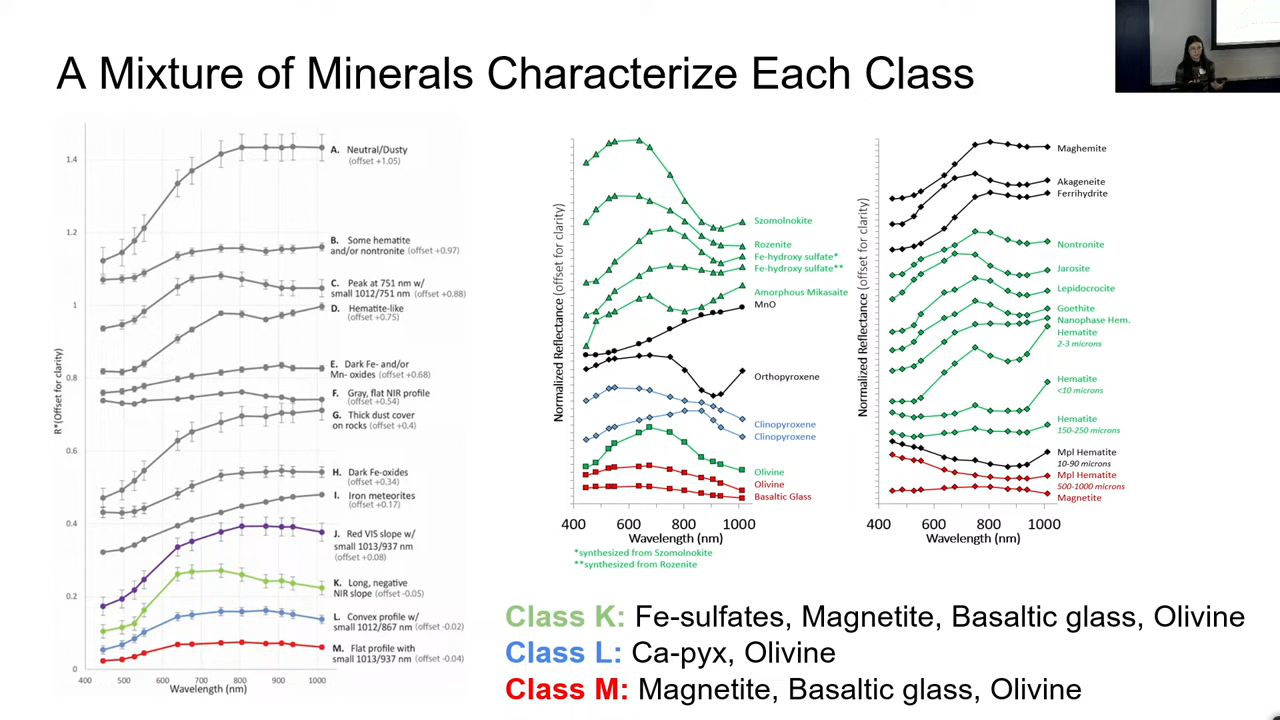 A Mixture of Minerals Characterize Each Class
1.4
1.2
1
0.8
0.6
0.4
0.2
0
R*(Offset for clarity)
400 500 600 700 800 900 1000
Wavelength (nm)
A. Neutral/Dusty
(offset +1.05)
B. Some hematite
and/or nontronite (offset +0.97)
C. Peak at 751 nm w/
small 1012/751 nm (offset +0.88)
D. Hematite-like
(offset +0.75)
E. Dark Fe- and/or
Mn- oxides (offset +0.68)
F. Gray, flat NIR profile
(offset +0.54)
G. Thick dust cover
on rocks (offset +0.4)
H. Dark Fe-oxides
(offset +0.34)
I. Iron meteorites
(offset +0.17)
J. Red VIS slope w/
small 1013/937 nm
(offset +0.08)
K. Long, negative
NIR slope (offset -0.05)
L. Convex profile w/
small 1012/867 nm (offset -0.02)
M. Flat profile with
small 1013/937 nm (offset -0.04)
Normalized Reflectance (offset for clarity)
Szomolnokite
Rozenite
Fe-hydroxy sulfate*
Fe-hydroxy sulfate**
Amorphous Mikasaite
MnO
Orthopyroxene
Clinopyroxene
Clinopyroxene
Olivine
Olivine
Basaltic Glass
400 600 800 1000
Wavelength (nm)
*synthesized from Szomolnokite
**synthesized from Rozenite
Normalized Reflectance (offset for clarity)
Maghemite
Akageneite
Ferrihydrite
Nontronite
Jarosite
Lepidocrocite
Goethite
Nanophase Hem.
Hematite
2-3 microns
Hematite
<10 microns
Hematite
150-250 microns
Mpl Hematite
10-90 microns
Mpl Hematite
500-1000 microns
Magnetite
400 600 800 1000
Wavelength (nm)
Class K: Fe-sulfates, Magnetite, Basaltic glass, Olivine
Class L: Ca-pyx, Olivine
Class M: Magnetite, Basaltic glass, Olivine